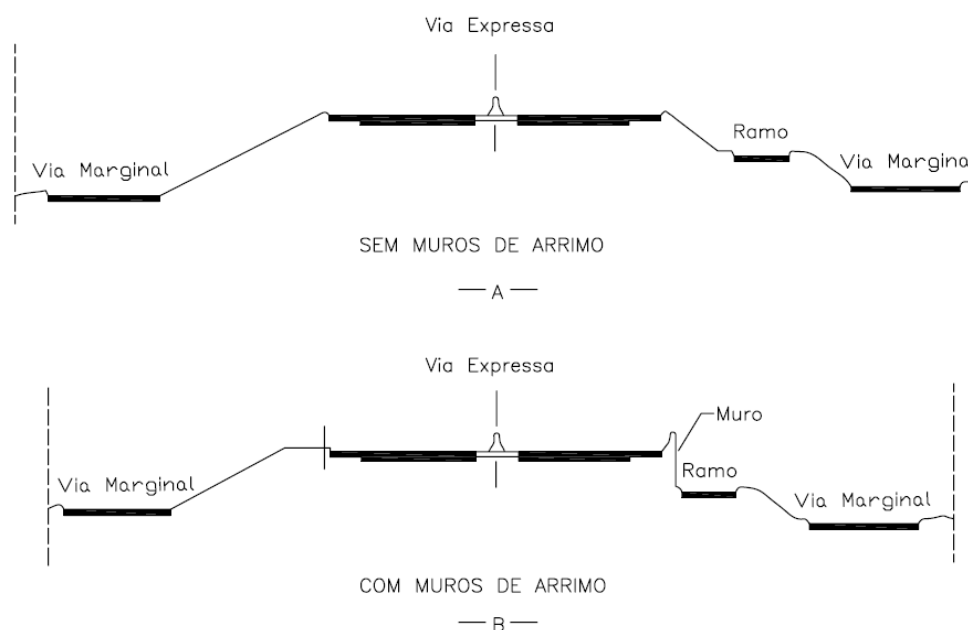 Via Expressa
Ramo
Via Marginal
Via Margina
SEM MUROS DE ARRIMO
A
Via Expressa
Muro
Ramo
Via Marginal
Via Marginal
COM MUROS DE ARRIMO
B